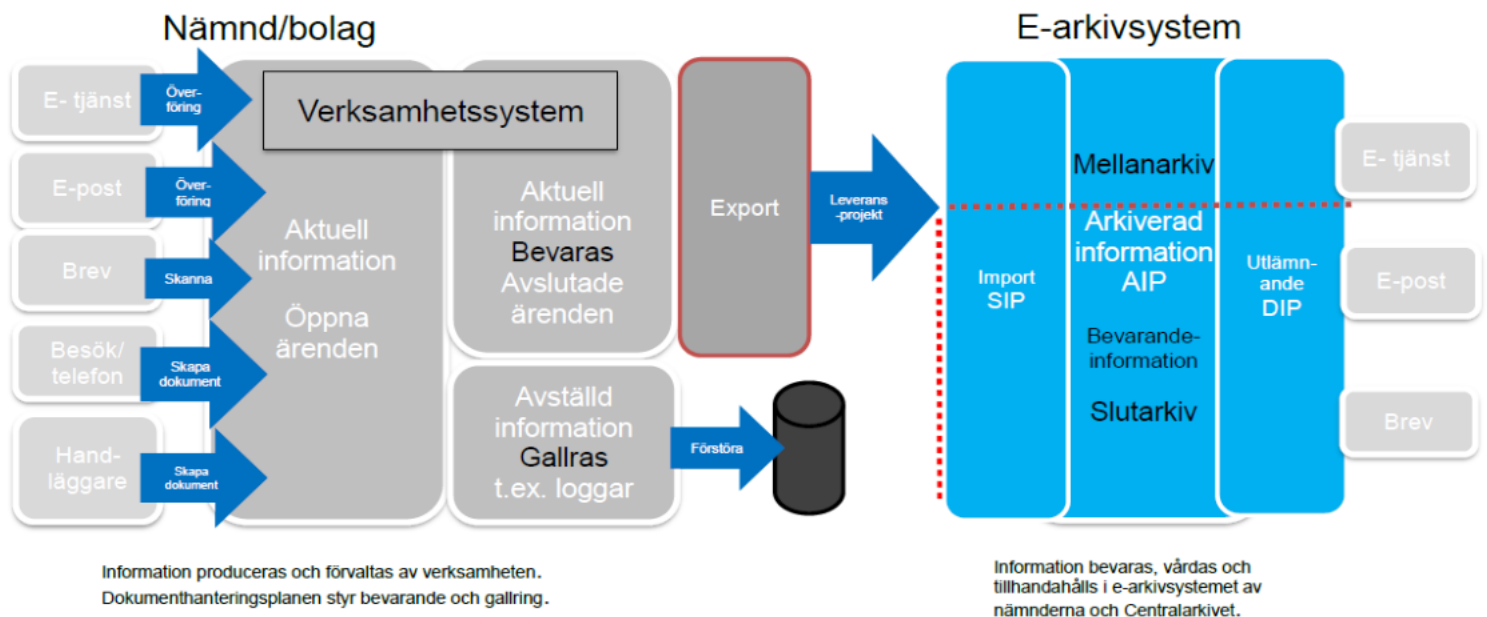 Nämnd/bolag
E-arkivsystem
E- tjänst
Över-
föring
Verksamhetssystem
E-post
Över-
föring
Brev
Skanna
Besök/
telefon
Skapa
dokument
Hand-
läggare
Skapa
dokument
Aktuell
information
Öppna
ärenden
Aktuell
information
Bevaras
Avslutade
ärenden
Avställd
information
Gallras
t.ex. loggar
Förstöra
Export
Leverans
-projekt
Import
SIP
Mellanarkiv
Arkiverad
information
AIP
Bevarande-
information
Slutarkiv
Utlämn-
ande
DIP
E- tjänst
E-post
Brev
Information produceras och förvaltas av verksamheten.
Dokumenthanteringsplanen styr bevarande och gallring.
Information bevaras, vårdas och
tillhandahålls i e-arkivsystemet av
nämnderna och Centralarkivet.